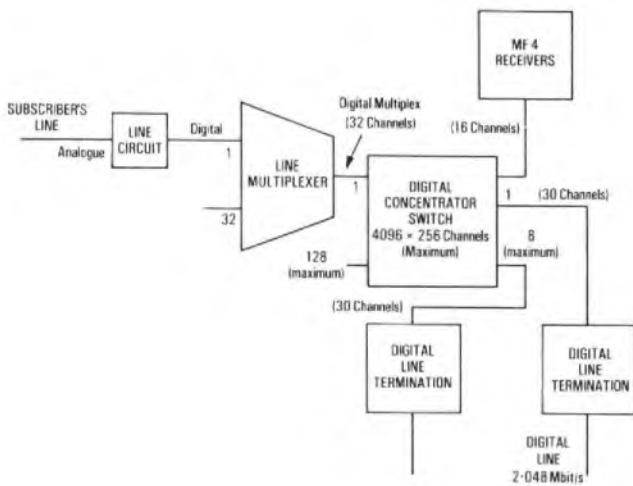 MF 4
RECEIVERS
SUBSCRIBER'S
LINE
Analogue
LINE
CIRCUIT
Digital
1
32
LINE
MULTIPLEXER
Digital Multiplex
(32 Channels)
1
128
(maximum)
DIGITAL
CONCENTRATOR
SWITCH
4096 × 256 Channels
(Maximum)
(16 Channels)
1
(30 Channels)
8
(maximum)
(30 Channels)
DIGITAL
LINE
TERMINATION
DIGITAL
LINE
TERMINATION
DIGITAL
LINE
2·048 Mbit/s